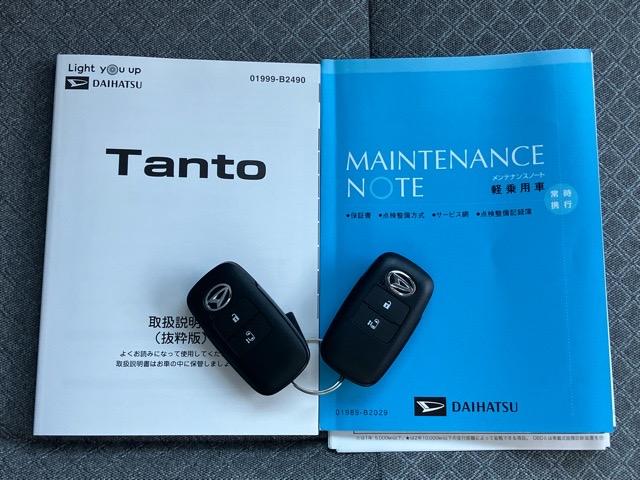 Light you up
DAIHATSU
01999-B2490
Tanto
取扱説明
（抜粋版）
よくお読みになって使用してくだ
取扱説明書はお車の中に保管しましょ
MAINTENANCE
NOTE
メンテナンスノート
軽乗用車
常時
携行
●保証書 ●点検整備方式 ●サービス網 ●点検整備記録簿
01989-B2029
DAIHATSU